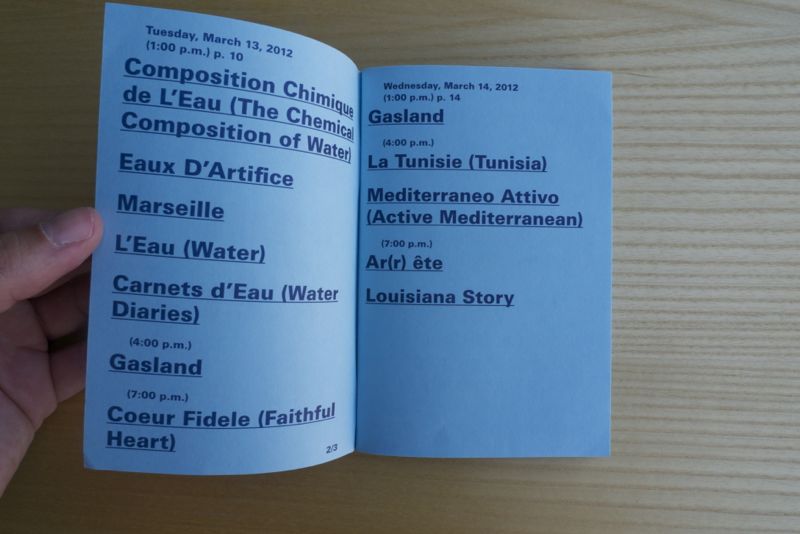 Tuesday, March 13, 2012
(1:00 p.m.) p. 10
Composition Chimique
de L'Eau (The Chemical
Composition of Water)
Eaux D'Artifice
Marseille
L'Eau (Water)
Carnets d'Eau (Water
Diaries)
(4:00 p.m.)
Gasland
(7:00 p.m.)
Coeur Fidele (Faithful
Heart)
2/3
Wednesday, March 14, 2012
(1:00 p.m.) p. 14
Gasland
(4:00 p.m.)
La Tunisie (Tunisia)
Mediterraneo Attivo
(Active Mediterranean)
(7:00 p.m.)
Ar(r) ête
Louisiana Story